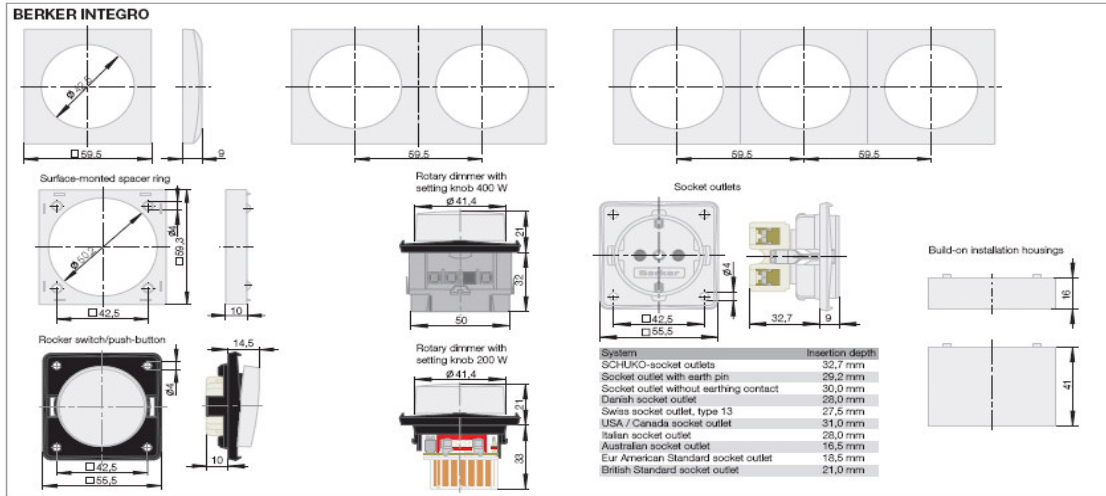 BERKER INTEGRO
Ø 42,5
□ 59,5
9
59,5
59,5
59,5
Surface-monted spacer ring
Ø 50,2
Ø4
□ 59,3
□ 42,5
10
Rotary dimmer with
setting knob 400 W
Ø 41,4
21
32
50
Socket outlets
Berker
Ø4
□ 42,5
□ 55,5
32,7
9
Build-on installation housings
16
41
Rocker switch/push-button
14,5
Ø4
□ 42,5
□ 55,5
10
Rotary dimmer with
setting knob 200 W
Ø 41,4
21
33
System Insertion depth
SCHUKO-socket outlets 32,7 mm
Socket outlet with earth pin 29,2 mm
Socket outlet without earthing contact 30,0 mm
Danish socket outlet 28,0 mm
Swiss socket outlet, type 13 27,5 mm
USA / Canada socket outlet 31,0 mm
Italian socket outlet 28,0 mm
Australian socket outlet 16,5 mm
Eur American Standard socket outlet 18,5 mm
British Standard socket outlet 21,0 mm